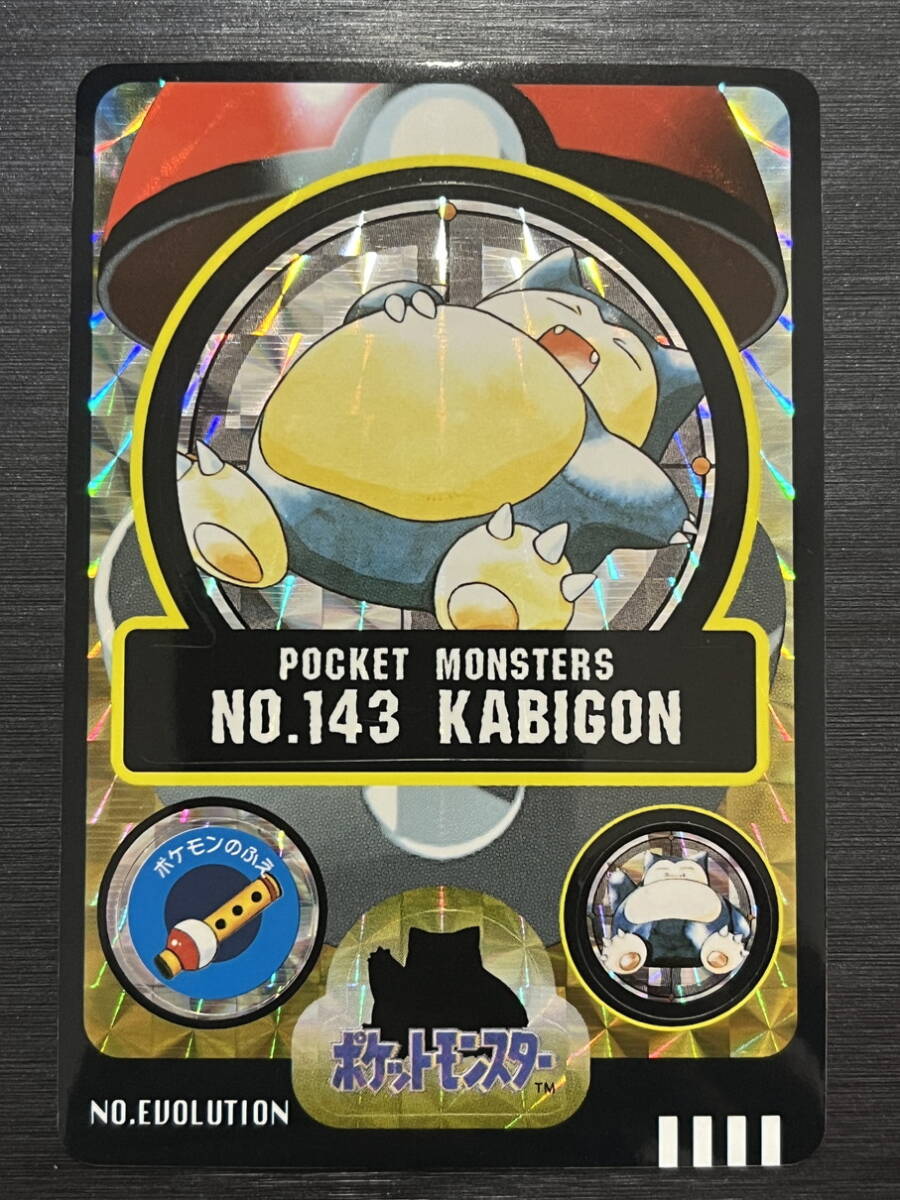 POCKET MONSTERS
NO.143 KABIGON
ポケモンのふえ
ポケットモンスター
TM
NO.EVOLUTION